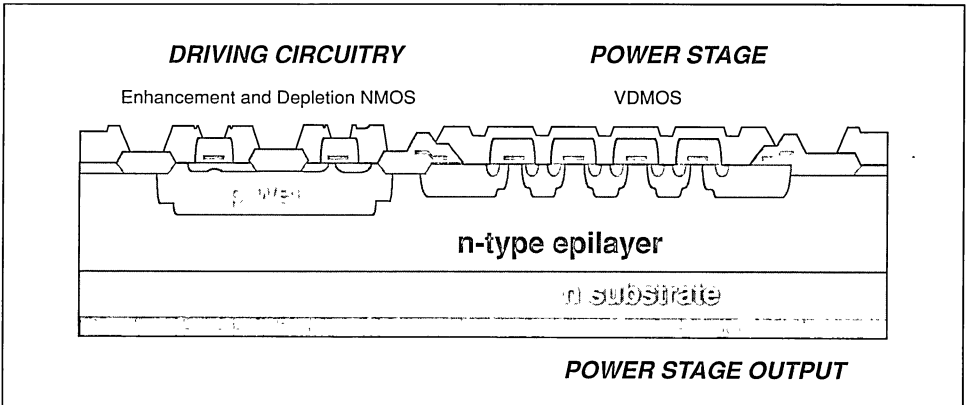 DRIVING CIRCUITRY
POWER STAGE
Enhancement and Depletion NMOS
VDMOS
n-type epilayer
n substrate
POWER STAGE OUTPUT